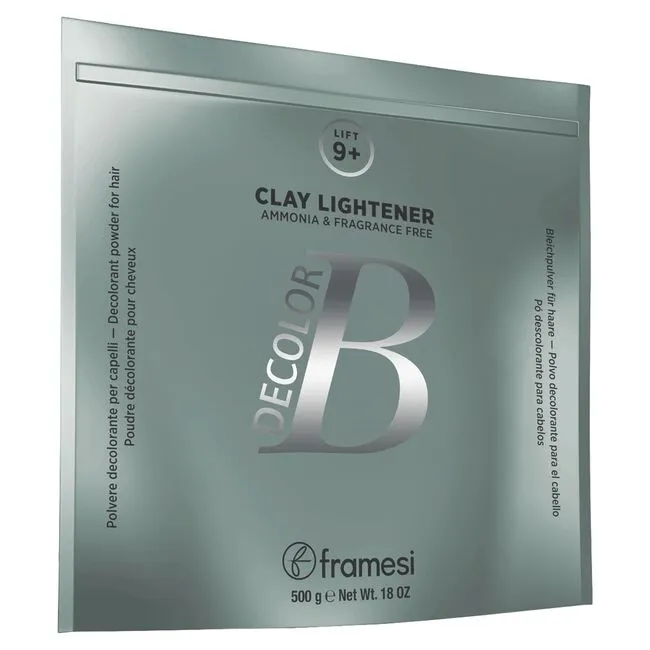 LIFT
9+
CLAY LIGHTENER
AMMONIA & FRAGRANCE FREE
DECOLOR
B
Polvere decolorante per capelli — Decolorant powder for hair
Poudre décolorante pour cheveux
Bleichpulver für haare — Polvo decolorante para el cabello
Pó descolorante para cabelos
framesi
500 g e Net Wt. 18 OZ